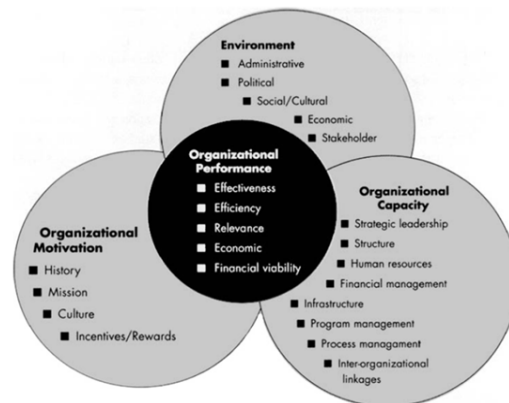 Environment
Administrative
Political
Social/Cultural
Economic
Stakeholder
Organizational
Performance
Effectiveness
Efficiency
Relevance
Economic
Financial viability
Organizational
Motivation
History
Mission
Culture
Incentives/Rewards
Organizational
Capacity
Strategic leadership
Structure
Human resources
Financial management
Infrastructure
Program management
Process managament
Inter-organizational
linkages